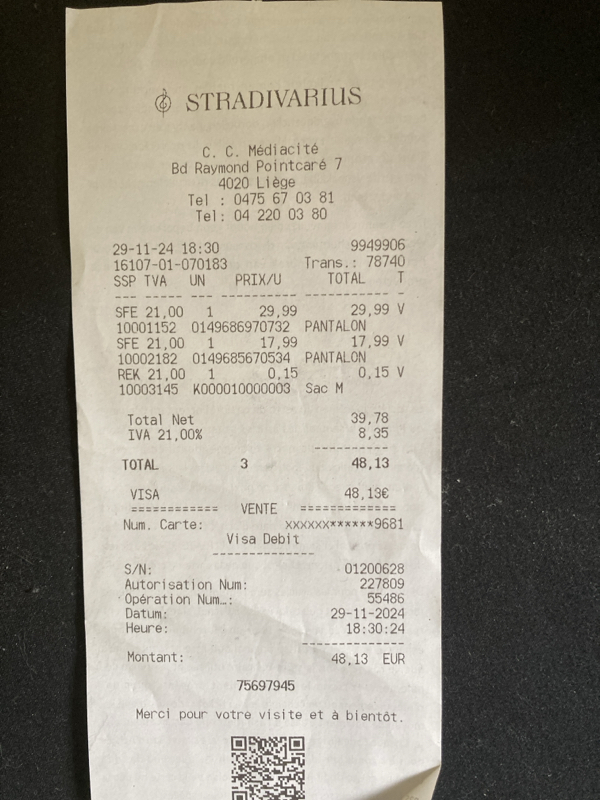 STRADIVARIUS
C. C. Médiacité
Bd Raymond Pointcaré 7
4020 Liège
Tel : 0475 67 03 81
Tel: 04 220 03 80
29-11-24 18:30 9949906
16107-01-070183 Trans.: 78740
SSP TVA UN PRIX/U TOTAL T
--- ----- --- ---------- ------------ -
SFE 21,00 1 29,99 29,99 V
10001152 0149686970732 PANTALON
SFE 21,00 1 17,99 17,99 V
10002182 0149685670534 PANTALON
REK 21,00 1 0,15 0,15 V
10003145 K000010000003 Sac M
Total Net 39,78
IVA 21,00% 8,35
----------
TOTAL 3 48,13
----------
VISA 48,13€
============ VENTE =============
Num. Carte: XXXXXX******9681
Visa Debit
--------------
S/N: 01200628
Autorisation Num: 227809
Opération Num…: 55486
Datum: 29-11-2024
Heure: 18:30:24
--------------
Montant: 48,13 EUR
75697945
Merci pour votre visite et à bientôt.